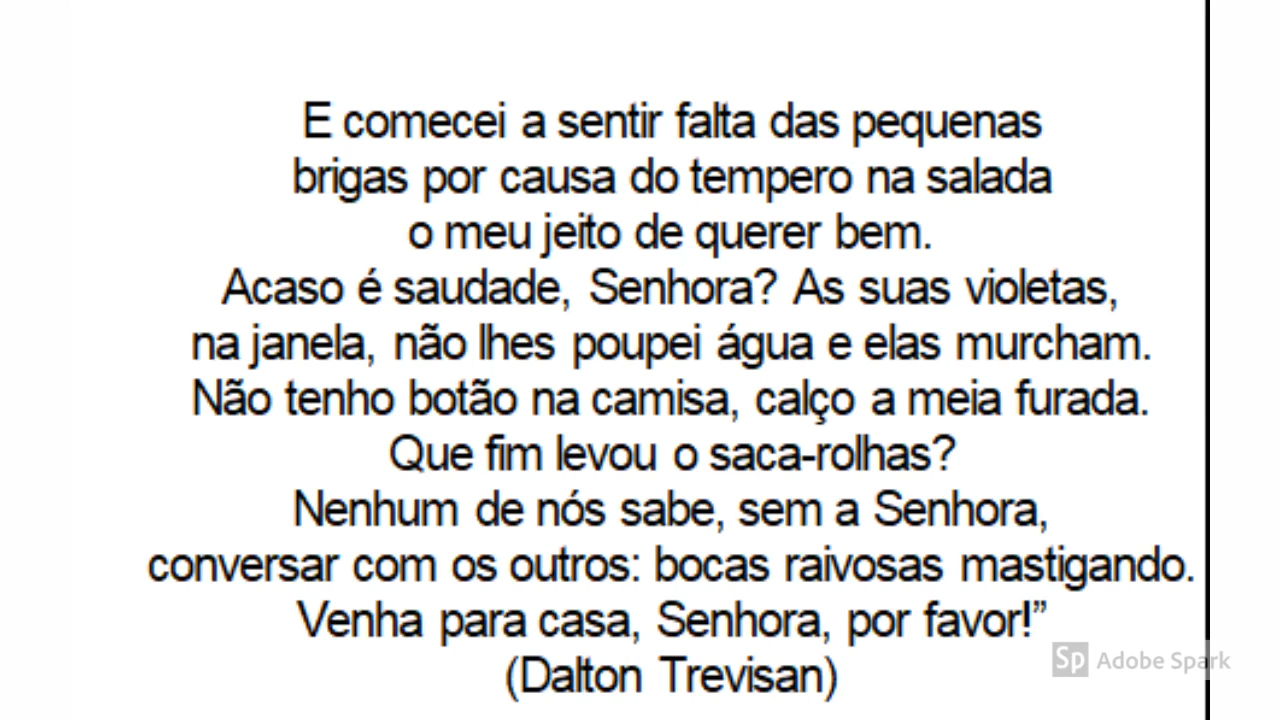 E comecei a sentir falta das pequenas
brigas por causa do tempero na salada
o meu jeito de querer bem.
Acaso é saudade, Senhora? As suas violetas,
na janela, não lhes poupei água e elas murcham.
Não tenho botão na camisa, calço a meia furada.
Que fim levou o saca-rolhas?
Nenhum de nós sabe, sem a Senhora,
conversar com os outros: bocas raivosas mastigando.
Venha para casa, Senhora, por favor!”
(Dalton Trevisan)
Sp Adobe Spark